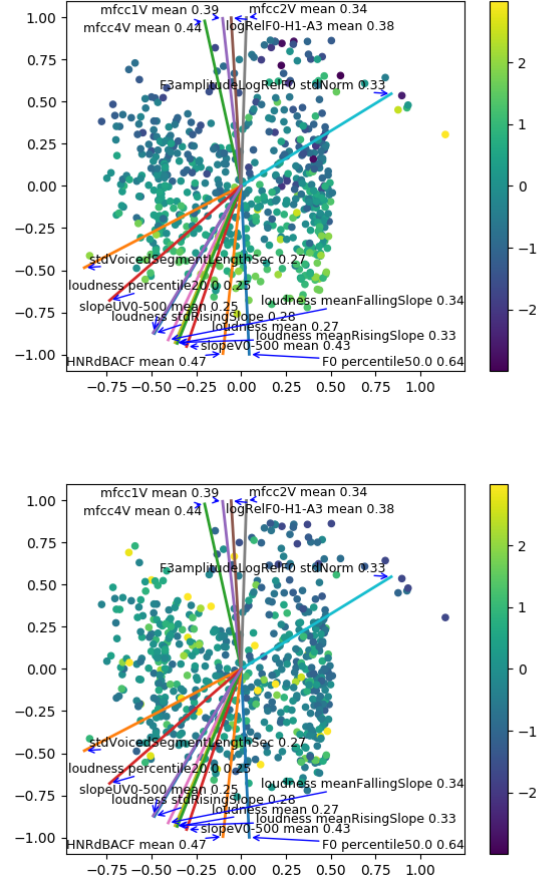 mfcc1V mean 0.39
mfcc2V mean 0.34
1.00
mfcc4V mean 0.44
logRelF0-H1-A3 mean 0.38
0.75
F3amplitudeLogRelF0 stdNorm 0.33
0.50
0.25
0.00
−0.25
stdVoicedSegmentLengthSec 0.27
−0.50
loudness percentile20.0 0.25
slopeUV0-500 mean 0.25
loudness meanFallingSlope 0.34
−0.75
loudness stdRisingSlope 0.28
loudness mean 0.27
loudness meanRisingSlope 0.33
slopeV0-500 mean 0.43
−1.00
HNRdBACF mean 0.47
F0 percentile50.0 0.64
−0.75 −0.50 −0.25 0.00 0.25 0.50 0.75 1.00
2
1
0
−1
−2
mfcc1V mean 0.39
mfcc2V mean 0.34
1.00
mfcc4V mean 0.44
logRelF0-H1-A3 mean 0.38
0.75
F3amplitudeLogRelF0 stdNorm 0.33
0.50
0.25
0.00
−0.25
stdVoicedSegmentLengthSec 0.27
−0.50
loudness percentile20.0 0.25
slopeUV0-500 mean 0.25
loudness meanFallingSlope 0.34
−0.75
loudness stdRisingSlope 0.28
loudness mean 0.27
loudness meanRisingSlope 0.33
slopeV0-500 mean 0.43
−1.00
HNRdBACF mean 0.47
F0 percentile50.0 0.64
−0.75 −0.50 −0.25 0.00 0.25 0.50 0.75 1.00
2
1
0
−1
−2